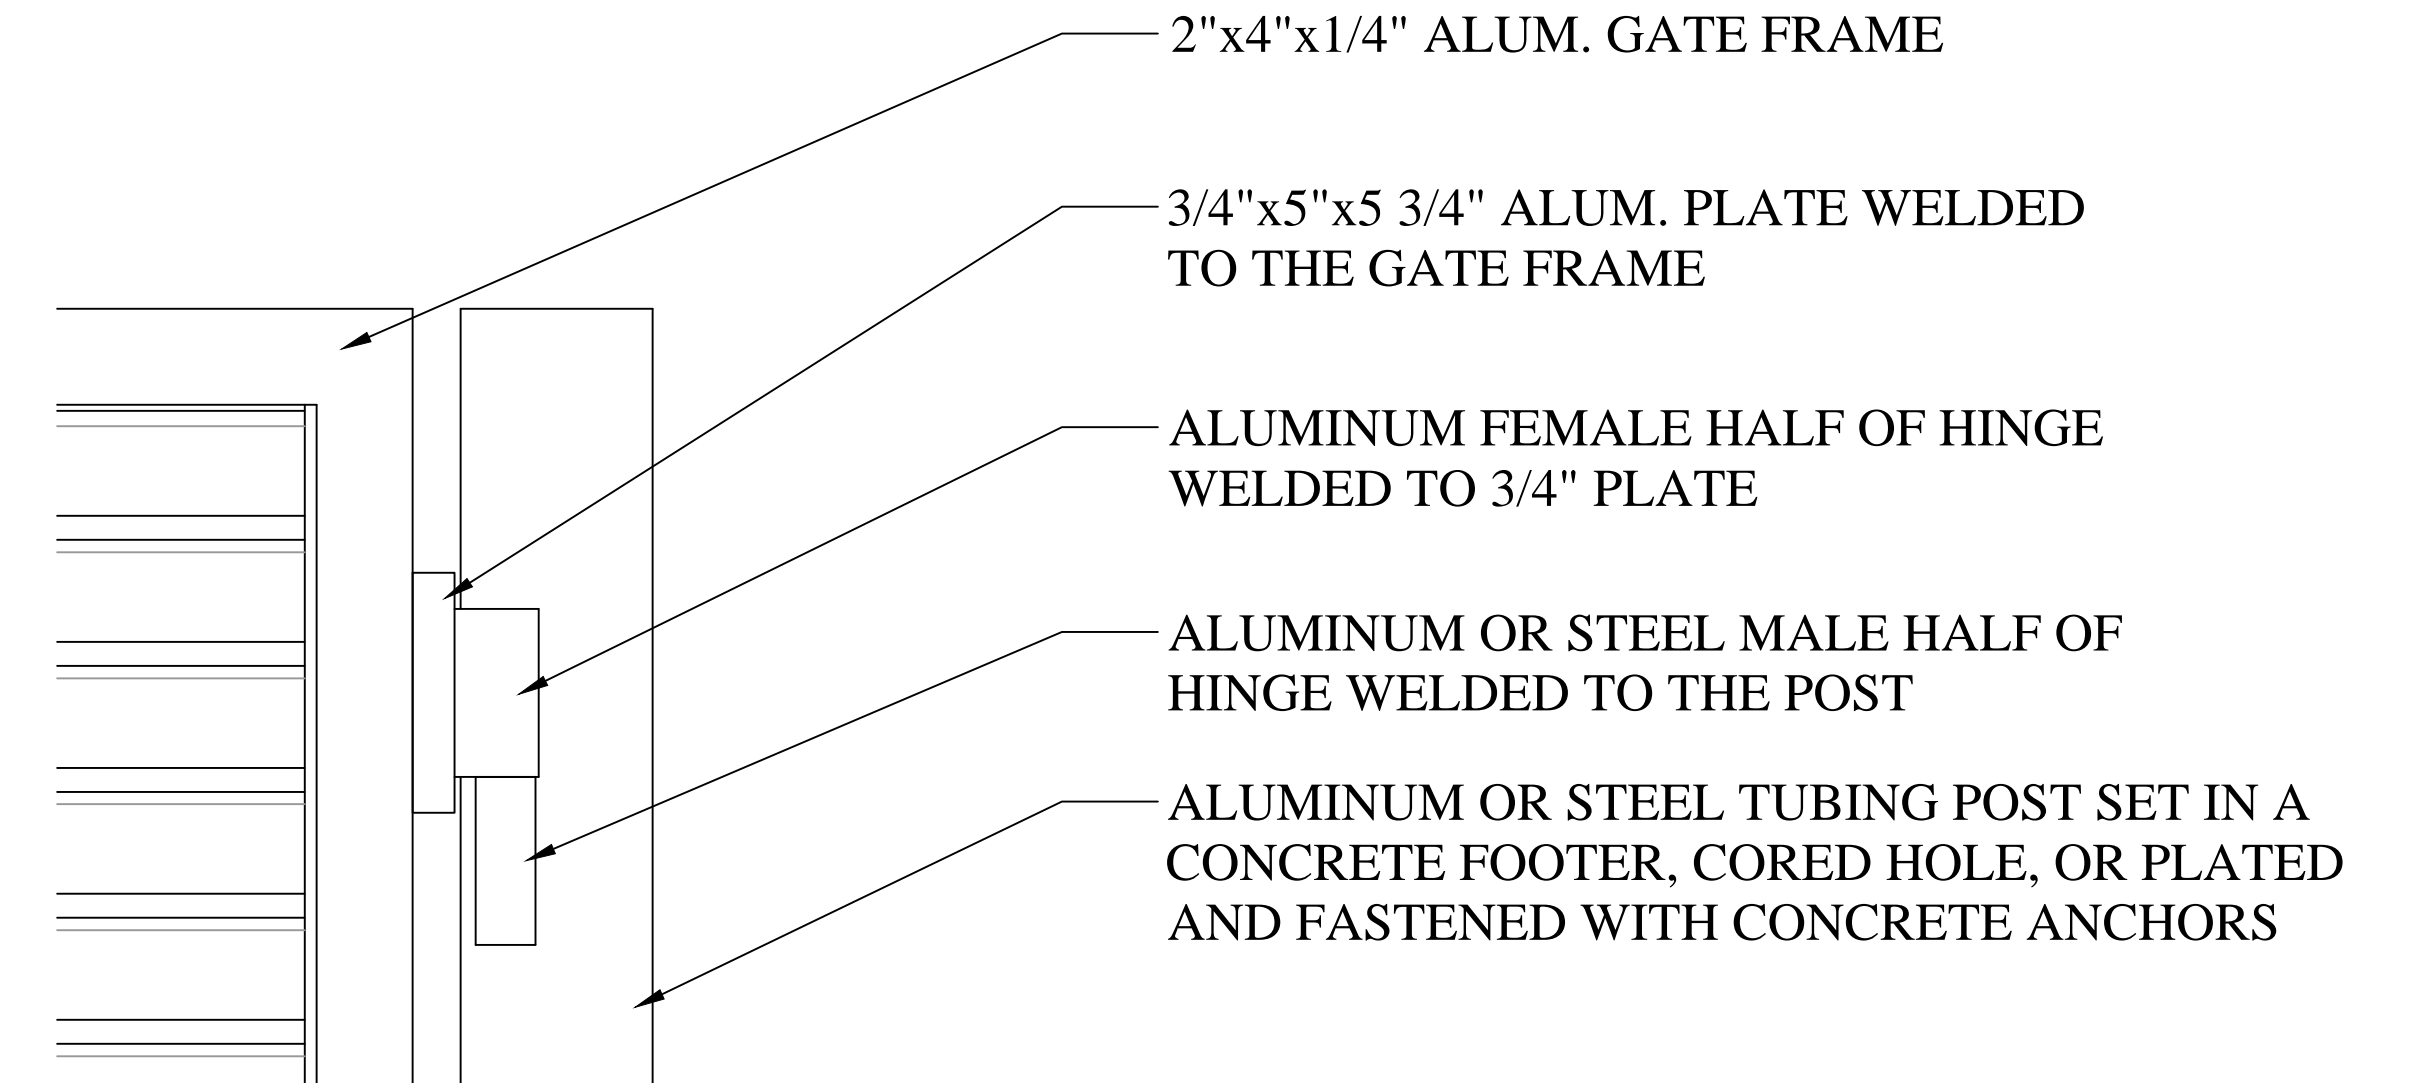 2"x4"x1/4" ALUM. GATE FRAME
3/4"x5"x5 3/4" ALUM. PLATE WELDED
TO THE GATE FRAME
ALUMINUM FEMALE HALF OF HINGE
WELDED TO 3/4" PLATE
ALUMINUM OR STEEL MALE HALF OF
HINGE WELDED TO THE POST
ALUMINUM OR STEEL TUBING POST SET IN A
CONCRETE FOOTER, CORED HOLE, OR PLATED
AND FASTENED WITH CONCRETE ANCHORS